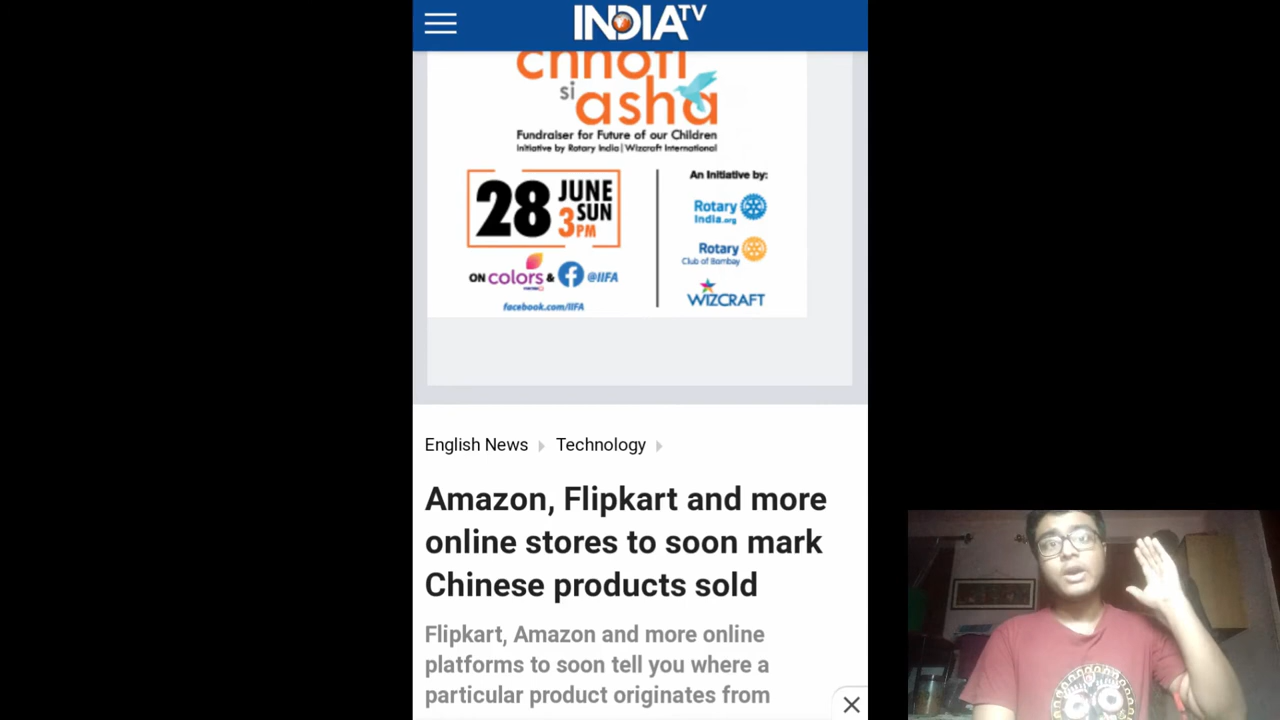 INDIA TV
chhoti
si
asha
Fundraiser for Future of our Children
Initiative by Rotary India | Wizcraft International
28 JUNE
SUN
3PM
ON colors & @IIFA
facebook.com/IIFA
An Initiative by:
Rotary
India.org
Rotary
Club of Bombay
WIZCRAFT
English News
Technology
Amazon, Flipkart and more
online stores to soon mark
Chinese products sold
Flipkart, Amazon and more online
platforms to soon tell you where a
particular product originates from